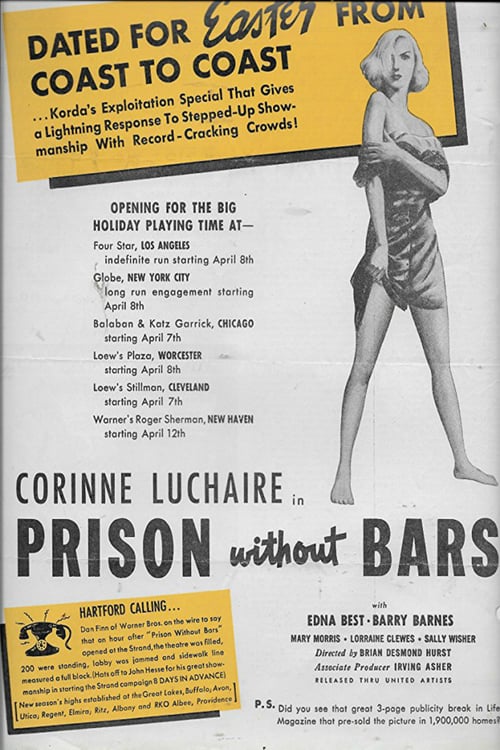 DATED FOR Easter FROM
COAST TO COAST
...Korda's Exploitation Special That Gives
a Lightning Response To Stepped-Up Show-
manship With Record-Cracking Crowds!
OPENING FOR THE BIG
HOLIDAY PLAYING TIME AT—
Four Star, LOS ANGELES
indefinite run starting April 8th
Globe, NEW YORK CITY
long run engagement starting
April 8th
Balaban & Katz Garrick, CHICAGO
starting April 7th
Loew's Plaza, WORCESTER
starting April 8th
Loew's Stillman, CLEVELAND
starting April 7th
Warner's Roger Sherman, NEW HAVEN
starting April 12th
CORINNE LUCHAIRE in
PRISON without BARS
with
EDNA BEST · BARRY BARNES
MARY MORRIS · LORRAINE CLEWES · SALLY WISHER
Directed by BRIAN DESMOND HURST
Associate Producer IRVING ASHER
RELEASED THRU UNITED ARTISTS
HARTFORD CALLING...
Dan Finn of Warner Bros. on the wire to say
that an hour after "Prison Without Bars"
opened at the Strand, the theatre was filled,
200 were standing, lobby was jammed and sidewalk line
measured a full block. (Hats off to John Hesse for his great show-
manship in starting the Strand campaign 8 DAYS IN ADVANCE)
New season's highs established at the Great Lakes, Buffalo; Avon,
Utica; Regent, Elmira; Ritz, Albany and RKO Albee, Providence
P.S. Did you see that great 3-page publicity break in Life
Magazine that pre-sold the picture in 1,900,000 homes?